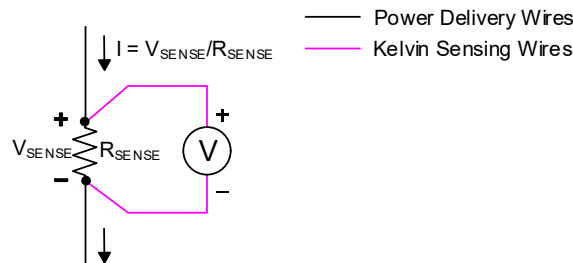 Power Delivery Wires
I = VSENSE/RSENSE
Kelvin Sensing Wires
+
+
VSENSE
RSENSE
V
−
−